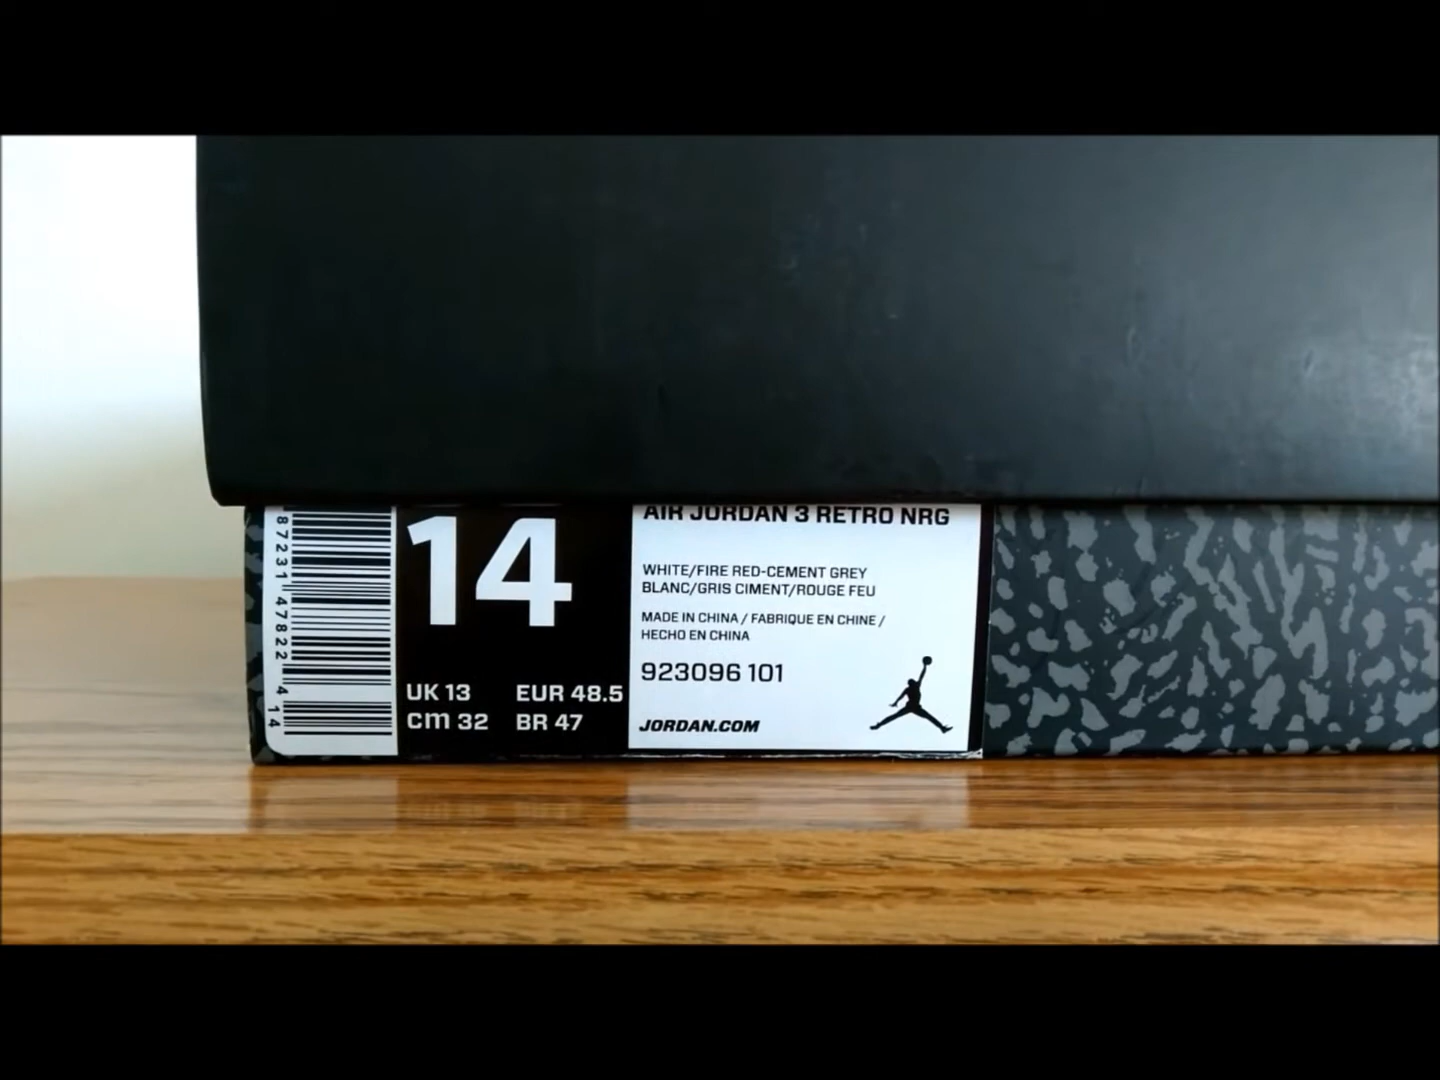 87231 47822 4 14
14
UK 13 EUR 48.5
cm 32 BR 47
AIR JORDAN 3 RETRO NRG
WHITE/FIRE RED-CEMENT GREY
BLANC/GRIS CIMENT/ROUGE FEU
MADE IN CHINA / FABRIQUE EN CHINE /
HECHO EN CHINA
923096 101
JORDAN.COM